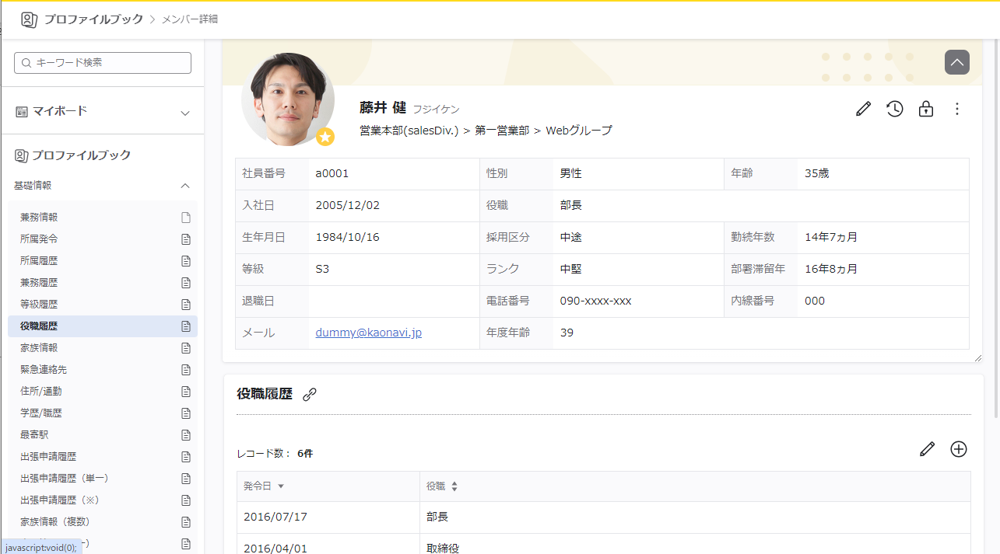 プロファイルブック > メンバー詳細
キーワード検索
マイボード
プロファイルブック
基礎情報
兼務情報
所属発令
所属履歴
兼務履歴
等級履歴
役職履歴
家族情報
緊急連絡先
住所/通勤
学歴/職歴
最寄駅
出張申請履歴
出張申請履歴（単一）
出張申請履歴（※）
家族情報（複数）
javascript:void(0);
藤井 健 フジイケン
営業本部(salesDiv.) > 第一営業部 > Webグループ
社員番号 a0001 性別 男性 年齢 35歳
入社日 2005/12/02 役職 部長
生年月日 1984/10/16 採用区分 中途 勤続年数 14年7ヵ月
等級 S3 ランク 中堅 部署滞留年 16年8ヵ月
退職日 電話番号 090-xxxx-xxx 内線番号 000
メール dummy@kaonavi.jp 年度年齢 39
役職履歴
レコード数： 6件
発令日 ▼ 役職
2016/07/17 部長
2016/04/01 取締役